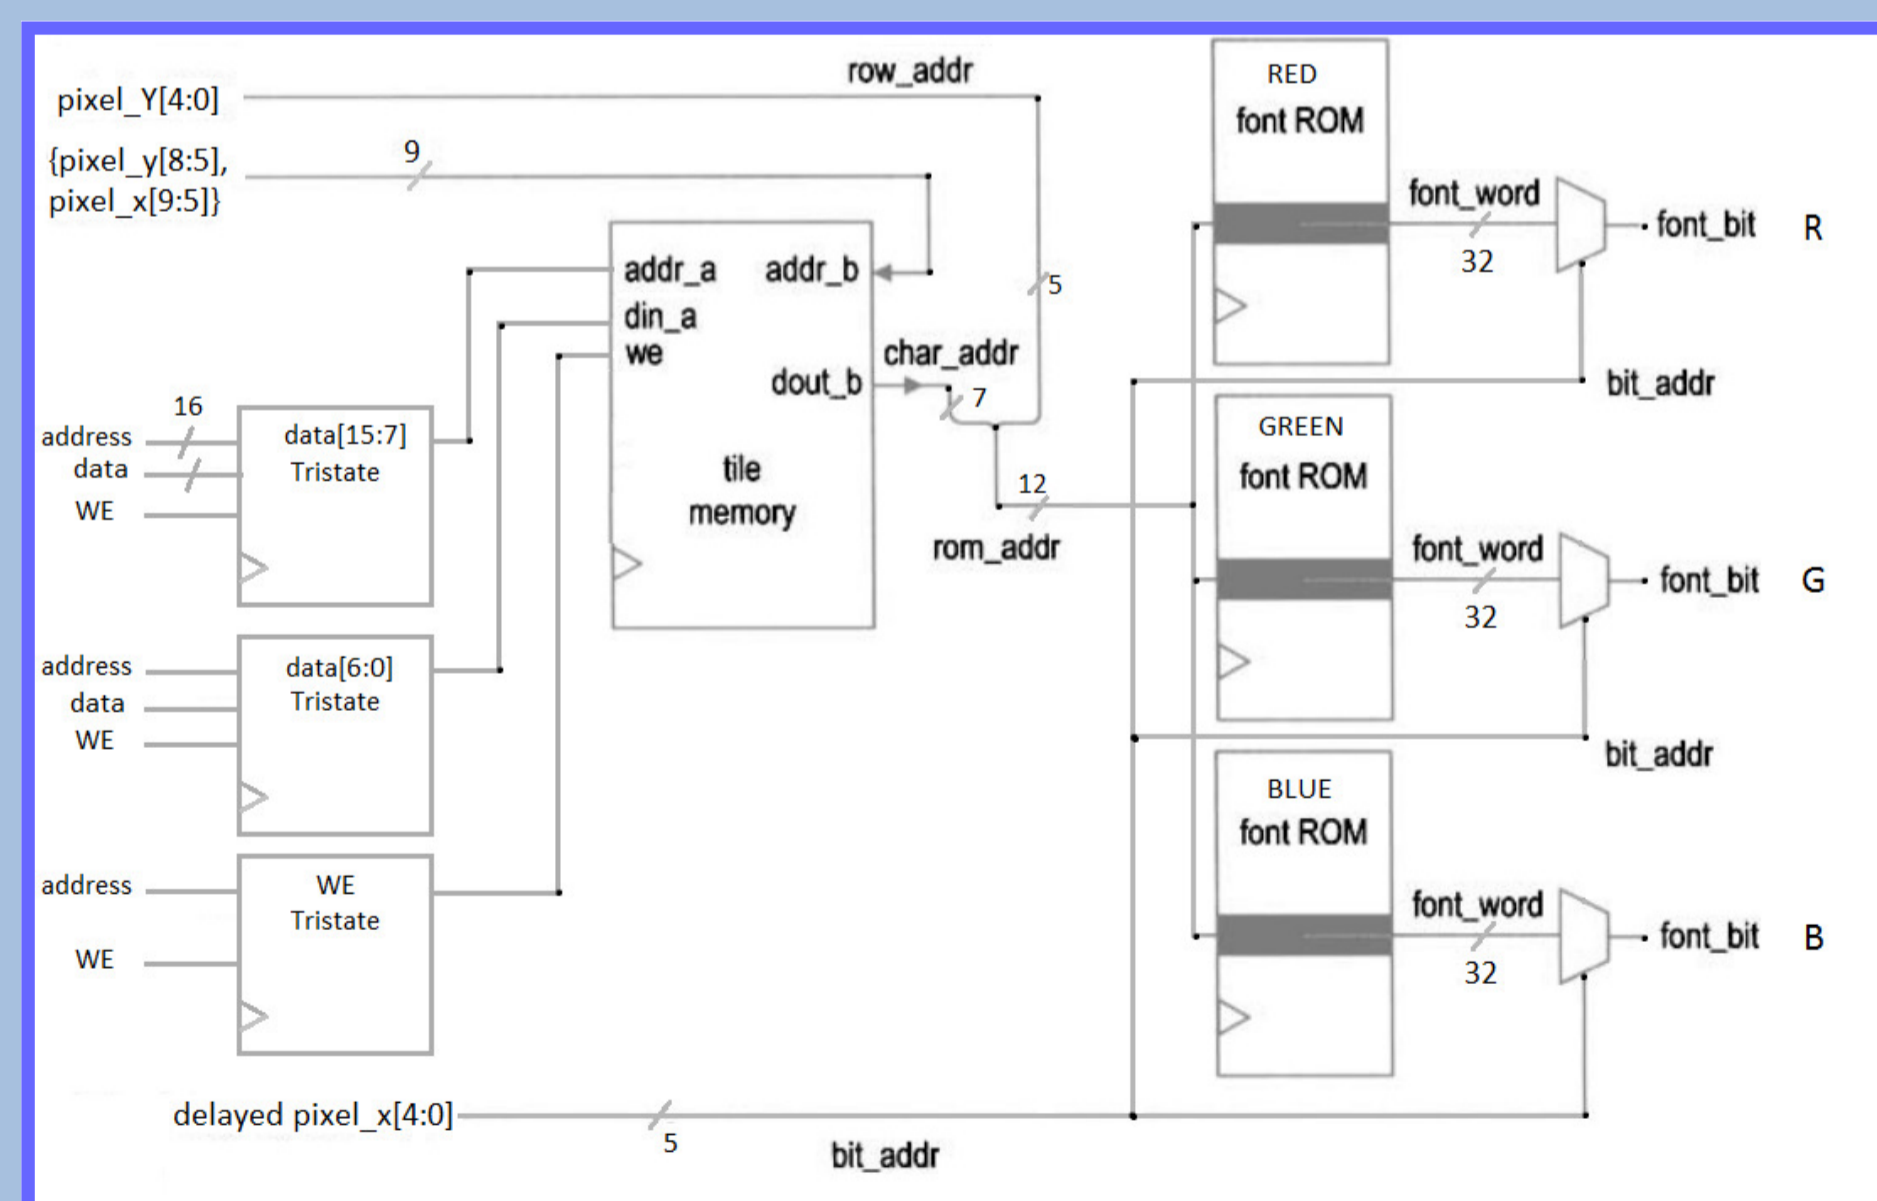 row_addr
pixel_Y[4:0]
{pixel_y[8:5],
pixel_x[9:5]}
9
addr_a
addr_b
din_a
we
dout_b
tile
memory
char_addr
7
5
12
rom_addr
16
address
data
WE
data[15:7]
Tristate
address
data
WE
data[6:0]
Tristate
address
WE
WE
Tristate
delayed pixel_x[4:0]
5
bit_addr
RED
font ROM
font_word
32
font_bit
R
bit_addr
GREEN
font ROM
font_word
32
font_bit
G
bit_addr
BLUE
font ROM
font_word
32
font_bit
B